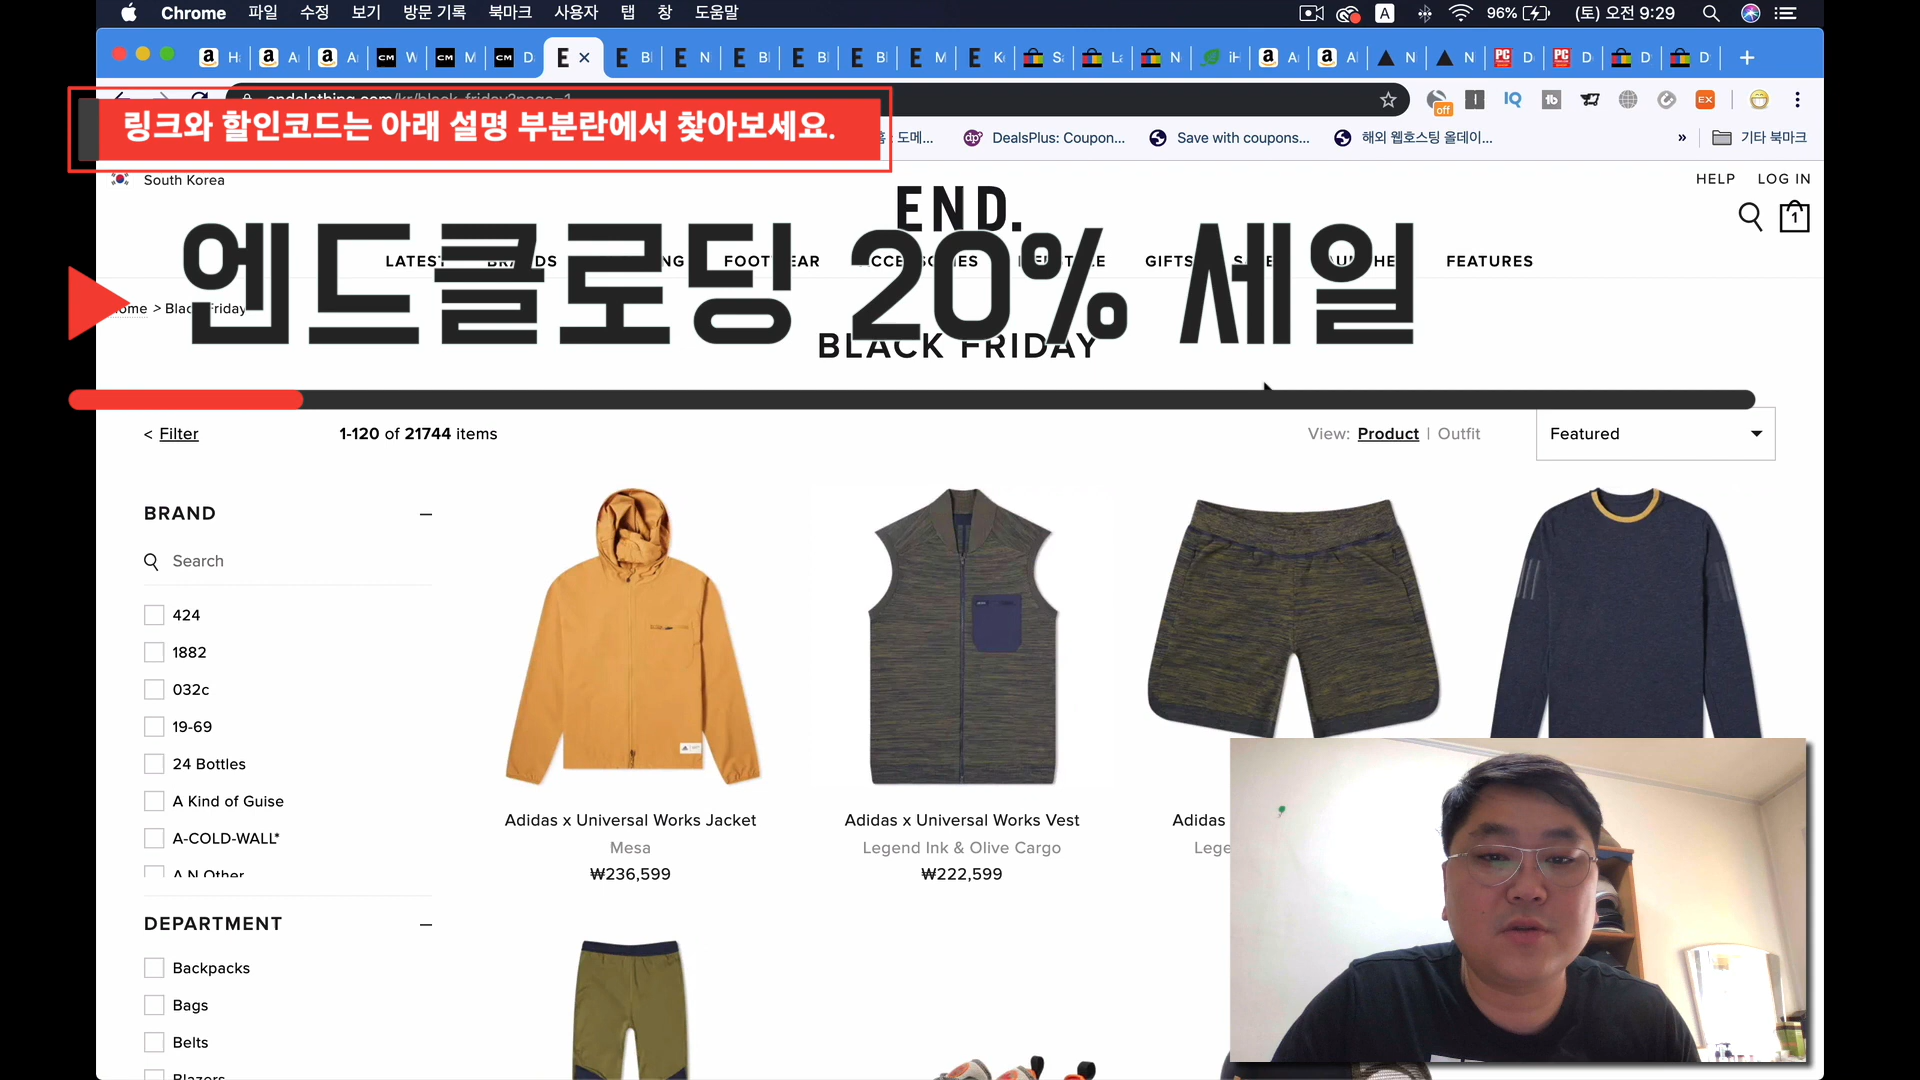 Chrome 파일 수정 보기 방문 기록 북마크 사용자 탭 창 도움말 A 96% (토) 오전 9:29
링크와 할인코드는 아래 설명 부분란에서 찾아보세요.
DealsPlus: Coupon... Save with coupons... 해외 웹호스팅 올데이... » 기타 북마크
South Korea
HELP LOG IN
END.
1
엔드클로딩 20% 세일
FOOTWEAR GIFTS FEATURES
Home > Black Friday
BLACK FRIDAY
< Filter
1-120 of 21744 items
View: Product | Outfit
Featured
BRAND
Search
424
1882
032c
19-69
24 Bottles
A Kind of Guise
A-COLD-WALL*
A.N Other
DEPARTMENT
Backpacks
Bags
Belts
Blazers
Adidas x Universal Works Jacket
Mesa
₩236,599
Adidas x Universal Works Vest
Legend Ink & Olive Cargo
₩222,599
Adidas